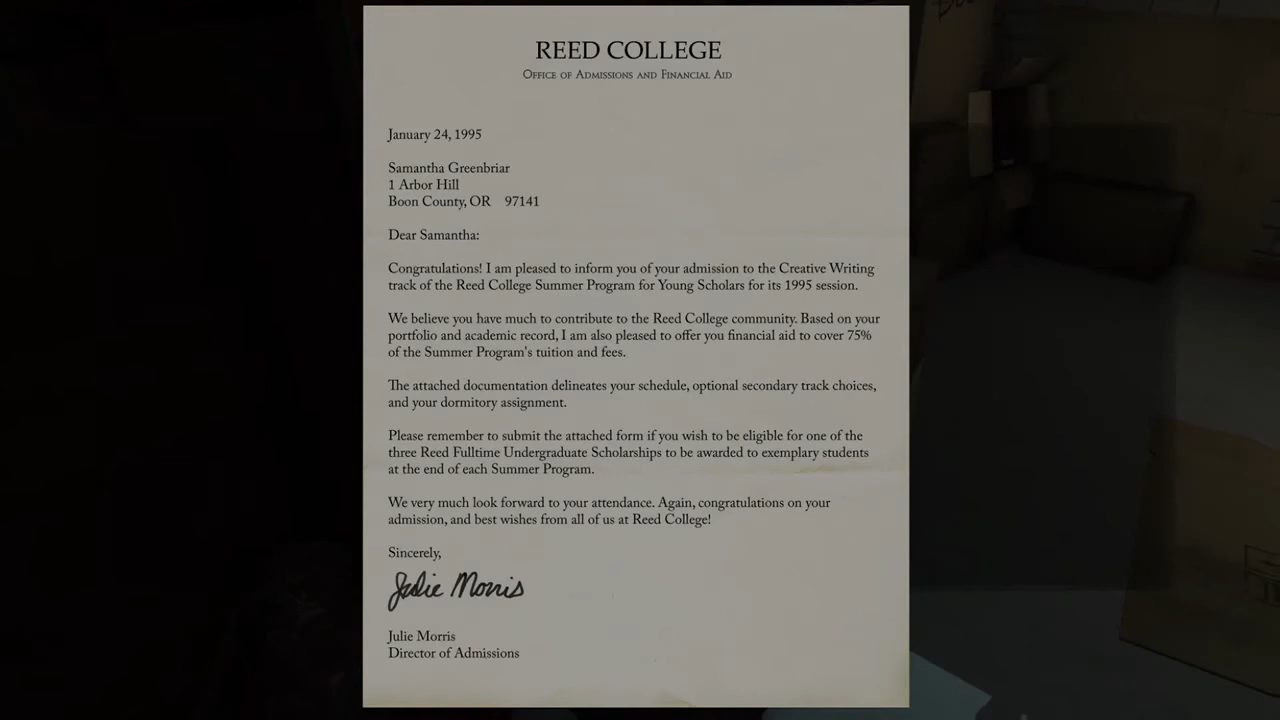 REED COLLEGE
Office of Admissions and Financial Aid
January 24, 1995
Samantha Greenbriar
1 Arbor Hill
Boon County, OR 97141
Dear Samantha:
Congratulations! I am pleased to inform you of your admission to the Creative Writing
track of the Reed College Summer Program for Young Scholars for its 1995 session.
We believe you have much to contribute to the Reed College community. Based on your
portfolio and academic record, I am also pleased to offer you financial aid to cover 75%
of the Summer Program's tuition and fees.
The attached documentation delineates your schedule, optional secondary track choices,
and your dormitory assignment.
Please remember to submit the attached form if you wish to be eligible for one of the
three Reed Fulltime Undergraduate Scholarships to be awarded to exemplary students
at the end of each Summer Program.
We very much look forward to your attendance. Again, congratulations on your
admission, and best wishes from all of us at Reed College!
Sincerely,
Julie Morris
Julie Morris
Director of Admissions